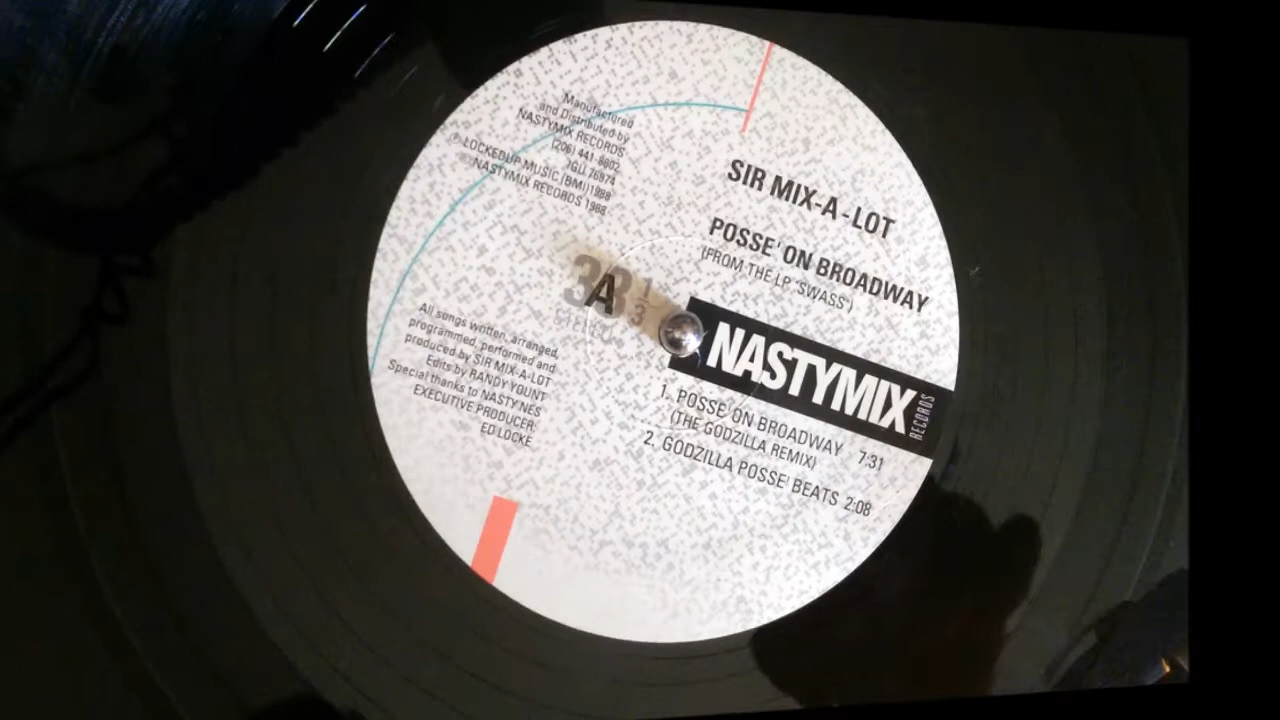 Manufactured
and Distributed by
NASTYMIX RECORDS
(206) 441-8802
IGU 76974
℗ LOCKEDUP MUSIC (BMI) 1988
NASTYMIX RECORDS 1988
SIR MIX-A-LOT
POSSE' ON BROADWAY
(FROM THE LP 'SWASS')
33 1/3
A
STEREO
NASTYMIX
RECORDS
All songs written, arranged,
programmed, performed and
produced by SIR MIX-A-LOT
Edits by RANDY YOUNT
Special thanks to NASTY NES
EXECUTIVE PRODUCER:
ED LOCKE
1. POSSE' ON BROADWAY
(THE GODZILLA REMIX) 7:31
2. GODZILLA POSSE' BEATS 2:08